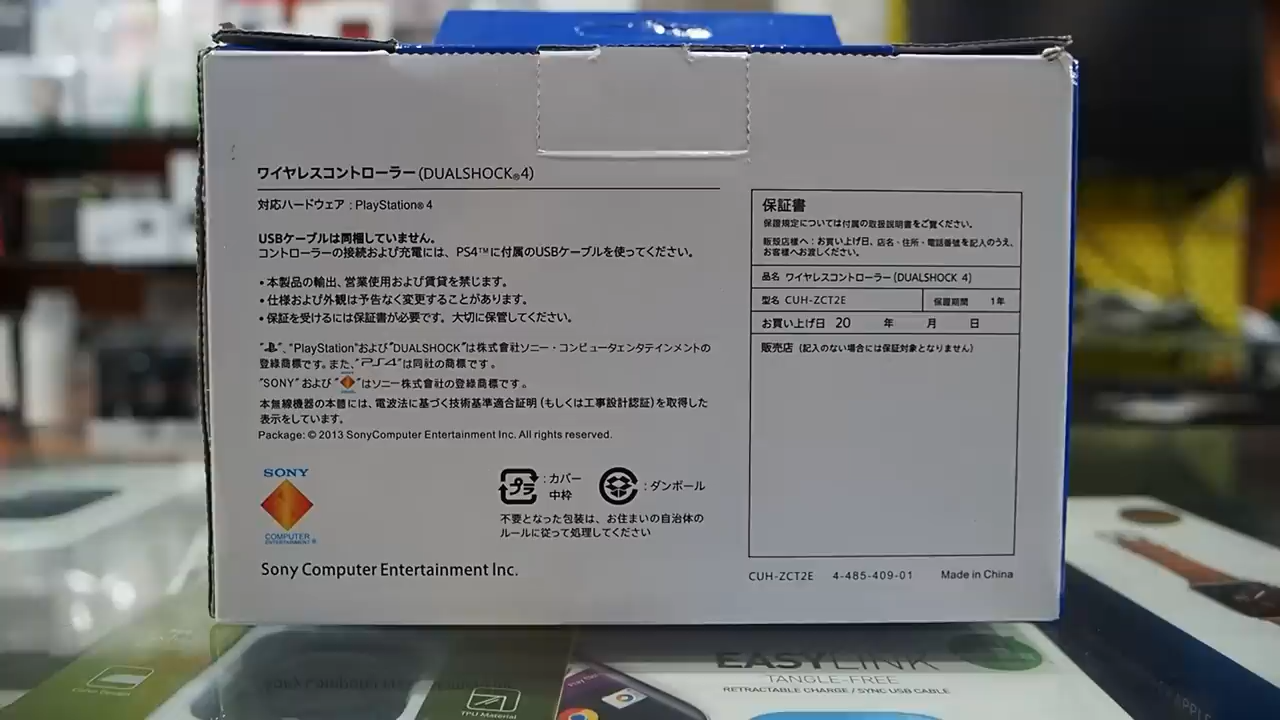 ワイヤレスコントローラー(DUALSHOCK®4)
対応ハードウェア : PlayStation® 4
USBケーブルは同梱していません。
コントローラーの接続および充電には、PS4™に付属のUSBケーブルを使ってください。
• 本製品の輸出、営業使用および賃貸を禁じます。
• 仕様および外観は予告なく変更することがあります。
• 保証を受けるには保証書が必要です。大切に保管してください。
"PS"、"PlayStation"および"DUALSHOCK"は株式會社ソニー・コンピュータェンタテインメントの
登録商標です。また、"PS4"は同社の商標です。
"SONY" および "
"はソニー株式會社の登錄商標です。
本無線機器の本體には、電波法に基づく技術基準適合証明 (もしくは工事設計認証)を取得した
表示をしています。
Package: © 2013 SonyComputer Entertainment Inc. All rights reserved.
SONY
COMPUTER
ENTERTAINMENT®
Sony Computer Entertainment Inc.
プラ
: カバー
中枠
: ダンボール
不要となった包装は、お住まいの自治体の
ルールに従って処理してください
保証書
保證規定については付属の取扱說明書をご覧ください。
販殼店様へ : お買い上げ日、店名・住所・電話番號を記入のうえ、
お客様へお渡しください。
品名 ワイヤレスコントローラー(DUALSHOCK 4)
型名 CUH-ZCT2E
保證期間 1年
お買い上げ日 20 年 月 日
販売店 (記入のない場合には保証対象となりません)
CUH-ZCT2E 4-485-409-01 Made in China
Color Design
TPU Material
EASYLINK
TANGLE-FREE
RETRACTABLE CHARGE / SYNC USB CABLE